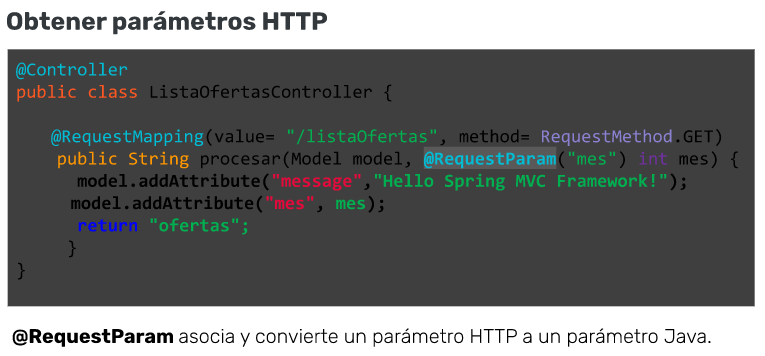 Obtener parámetros HTTP
@Controller
public class ListaOfertasController {
@RequestMapping(value= "/listaOfertas", method= RequestMethod.GET)
public String procesar(Model model, @RequestParam("mes") int mes) {
model.addAttribute("message","Hello Spring MVC Framework!");
model.addAttribute("mes", mes);
return "ofertas";
}
}
@RequestParam asocia y convierte un parámetro HTTP a un parámetro Java.